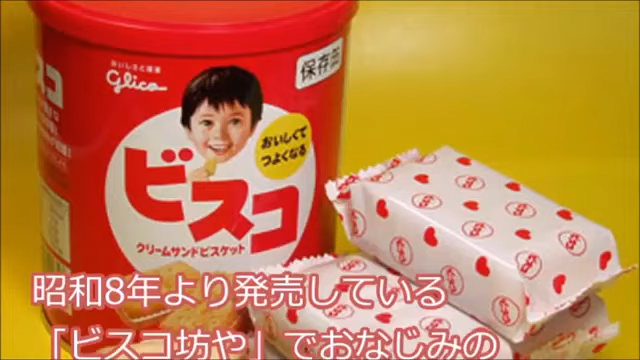 おいしさと健康
Glico
保存缶
おいしくて
つよくなる
ビスコ
クリームサンドビスケット
昭和8年より発売している
「ビスコ坊や」でおなじみの